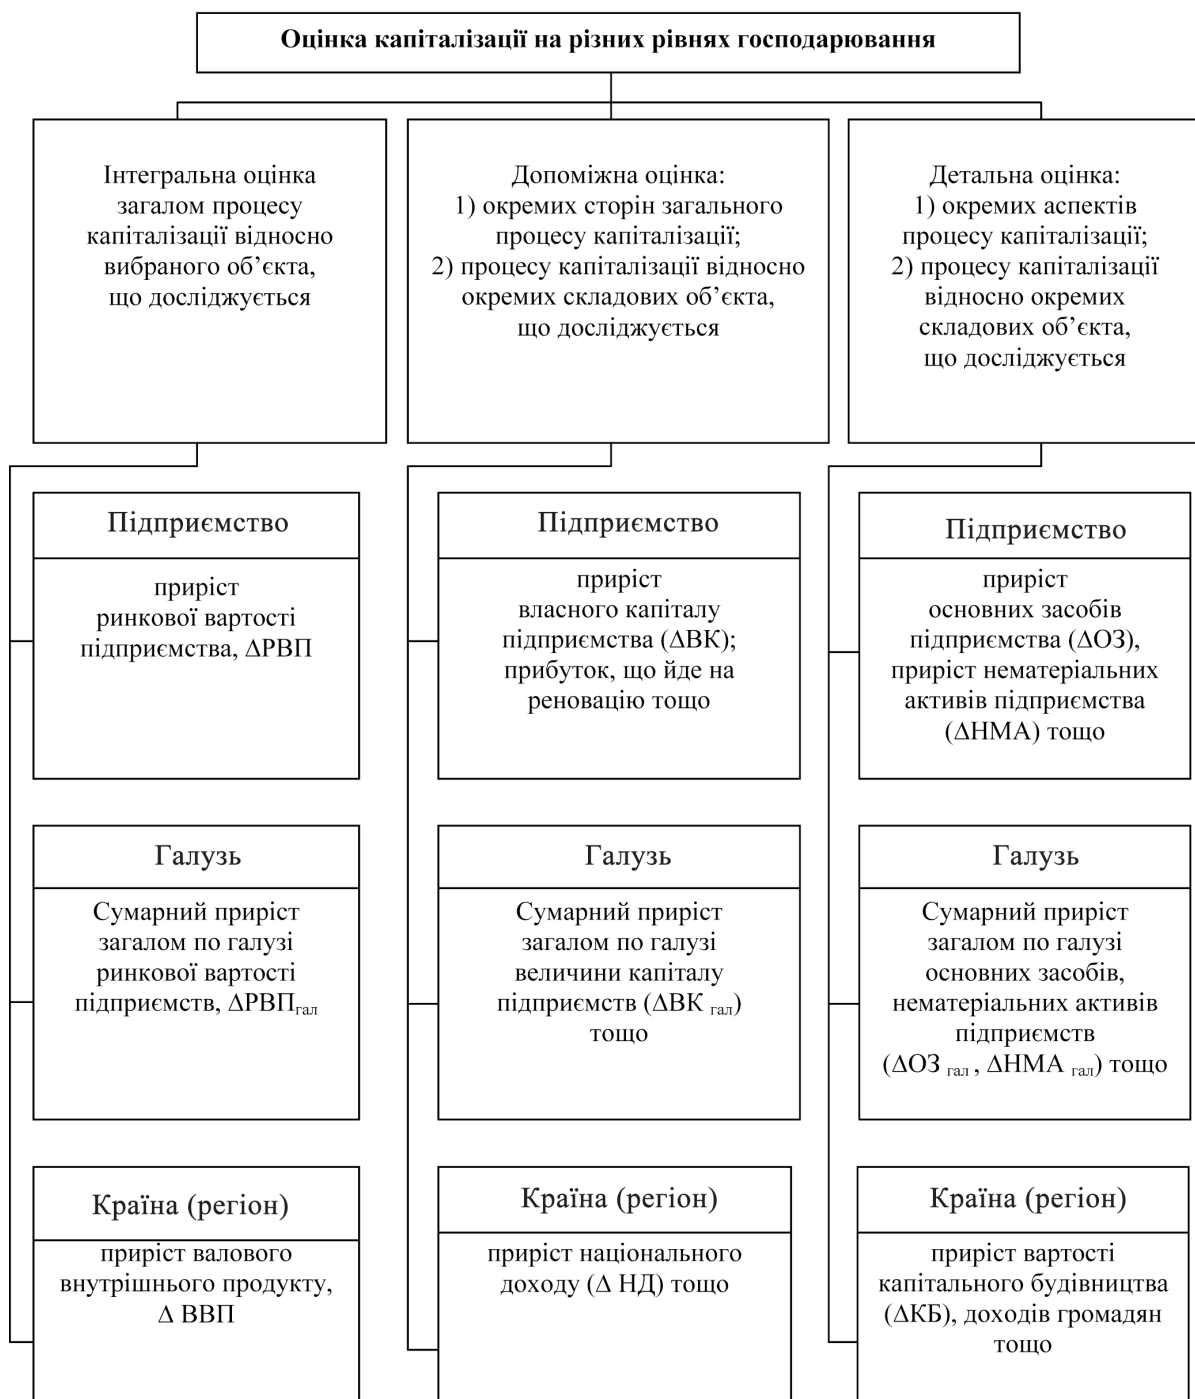 Оцінка капіталізації на різних рівнях господарювання
Інтегральна оцінка
загалом процесу
капіталізації відносно
вибраного об’єкта,
що досліджується
Допоміжна оцінка:
1) окремих сторін загального
процесу капіталізації;
2) процесу капіталізації відносно
окремих складових об’єкта,
що досліджується
Детальна оцінка:
1) окремих аспектів
процесу капіталізації;
2) процесу капіталізації
відносно окремих
складових об’єкта,
що досліджується
Підприємство
приріст
ринкової вартості
підприємства, ΔРВП
Підприємство
приріст
власного капіталу
підприємства (ΔВК);
прибуток, що йде на
реновацію тощо
Підприємство
приріст
основних засобів
підприємства (ΔОЗ),
приріст нематеріальних
активів підприємства
(ΔНМА) тощо
Галузь
Сумарний приріст
загалом по галузі
ринкової вартості
підприємств, ΔРВПгал
Галузь
Сумарний приріст
загалом по галузі
величини капіталу
підприємств (ΔВК гал)
тощо
Галузь
Сумарний приріст
загалом по галузі
основних засобів,
нематеріальних активів
підприємств
(ΔОЗ гал , ΔНМА гал) тощо
Країна (регіон)
приріст валового
внутрішнього продукту,
Δ ВВП
Країна (регіон)
приріст національного
доходу (Δ НД) тощо
Країна (регіон)
приріст вартості
капітального будівництва
(ΔКБ), доходів громадян
тощо